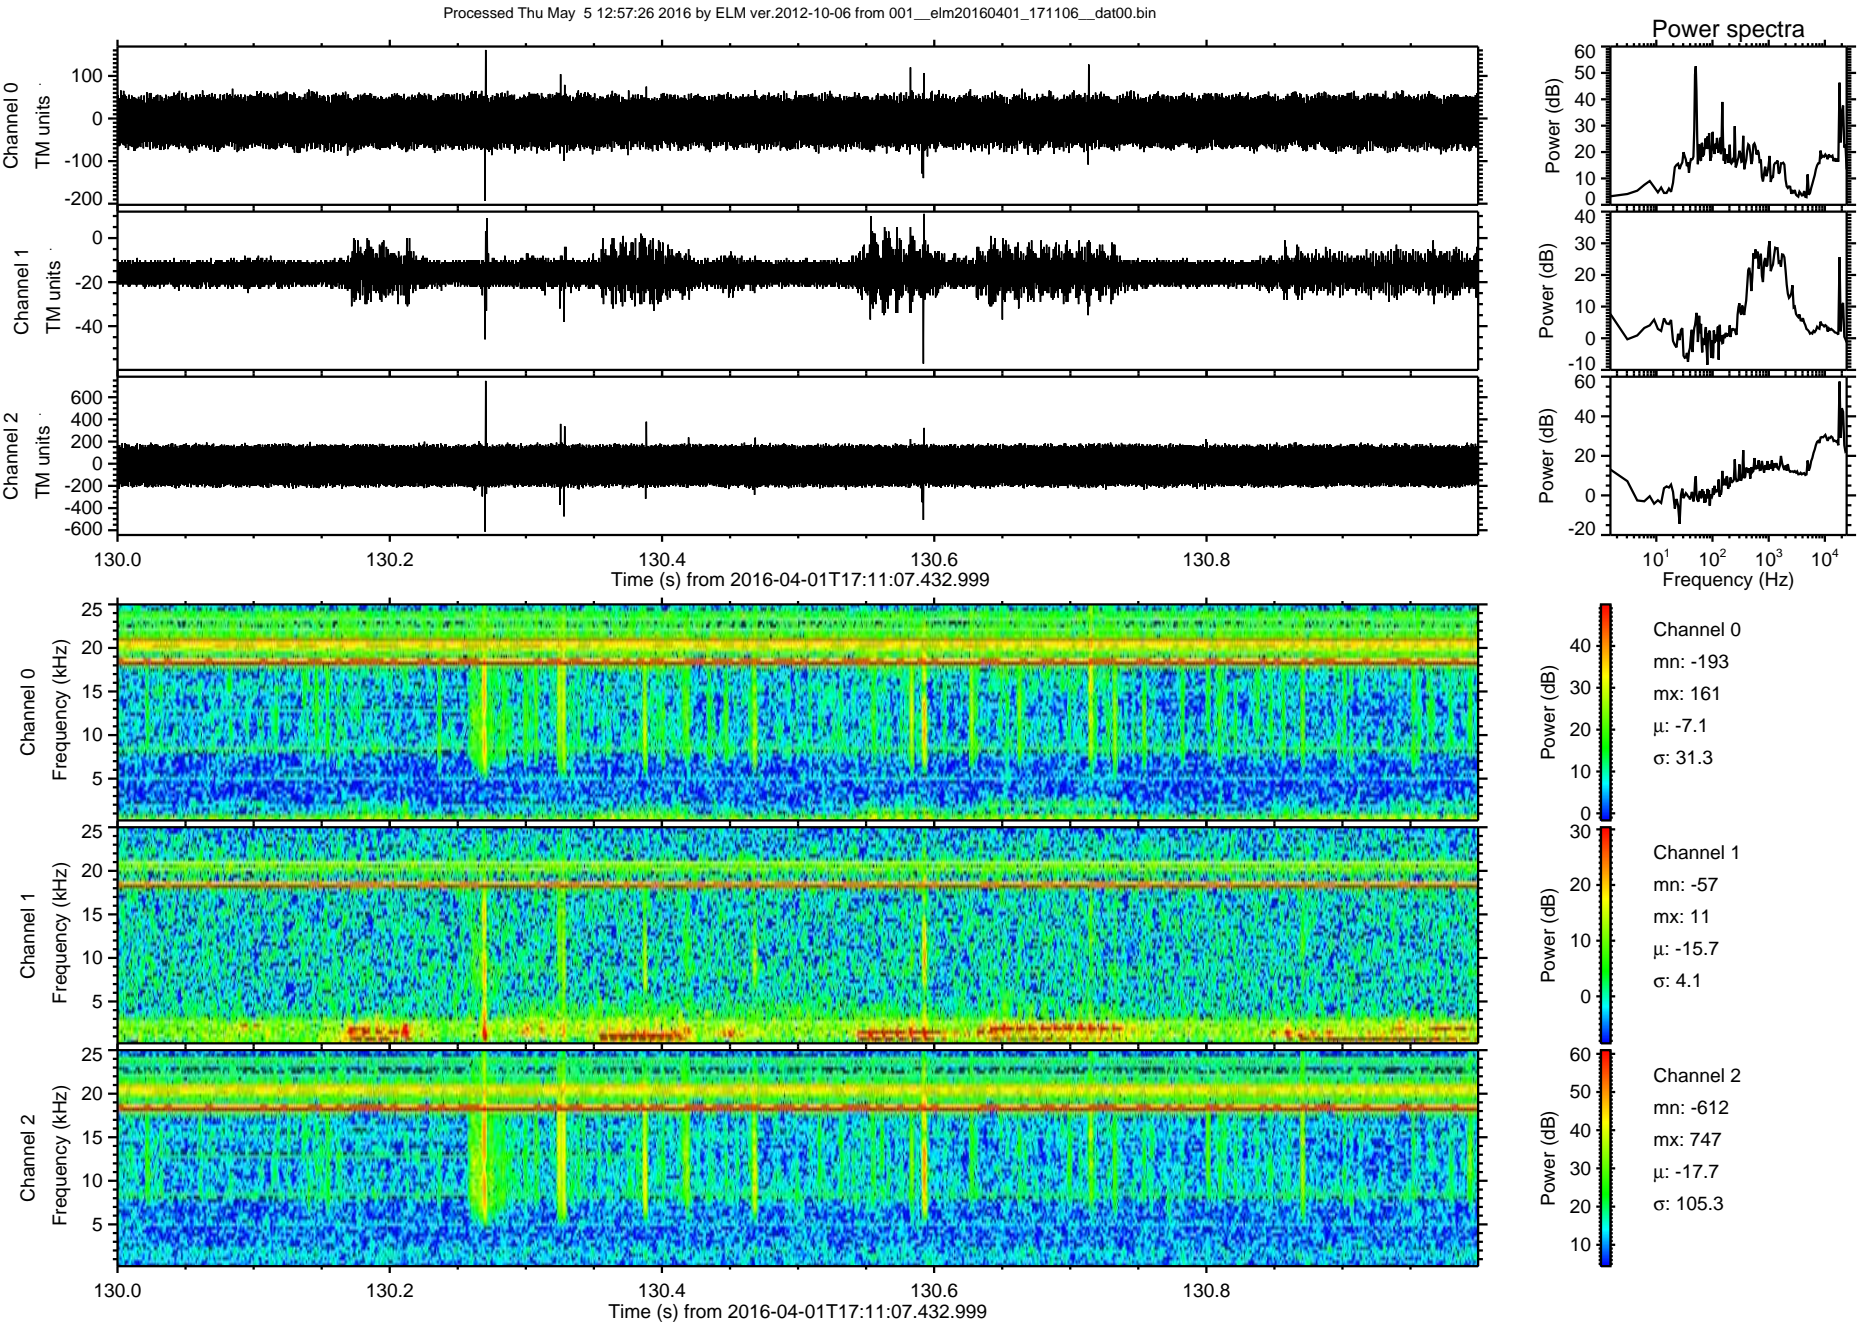 Processed Thu May  5 12:57:26 2016 by ELM ver.2012-10-06 from 001__elm20160401_171106__dat00.bin
Power spectra
Channel 0
TM units
100
0
-100
-200
Power (dB)
60
50
40
30
20
10
0
Channel 1
TM units
0
-20
-40
Power (dB)
40
30
20
10
0
-10
Channel 2
TM units
600
400
200
0
-200
-400
-600
Power (dB)
60
40
20
0
-20
130.0 130.2 130.4 130.6 130.8
Time (s) from 2016-04-01T17:11:07.432.999
10¹ 10² 10³ 10⁴
Frequency (Hz)
Channel 0
Frequency (kHz)
25
20
15
10
5
Power (dB)
40
30
20
10
0
Channel 0
mn: -193
mx: 161
μ: -7.1
σ: 31.3
Channel 1
Frequency (kHz)
25
20
15
10
5
Power (dB)
30
20
10
0
Channel 1
mn: -57
mx: 11
μ: -15.7
σ: 4.1
Channel 2
Frequency (kHz)
25
20
15
10
5
Power (dB)
60
50
40
30
20
10
Channel 2
mn: -612
mx: 747
μ: -17.7
σ: 105.3
130.0 130.2 130.4 130.6 130.8
Time (s) from 2016-04-01T17:11:07.432.999